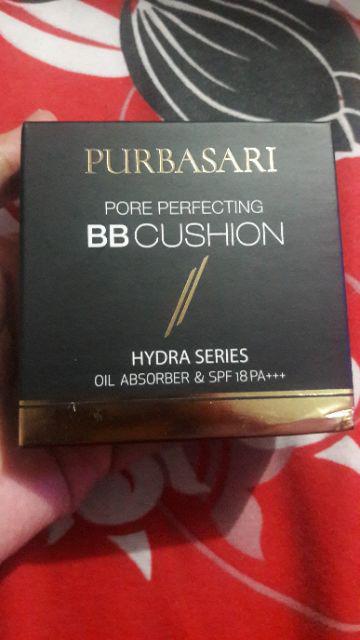 PURBASARI
PORE PERFECTING
BB CUSHION
HYDRA SERIES
OIL ABSORBER & SPF 18 PA+++